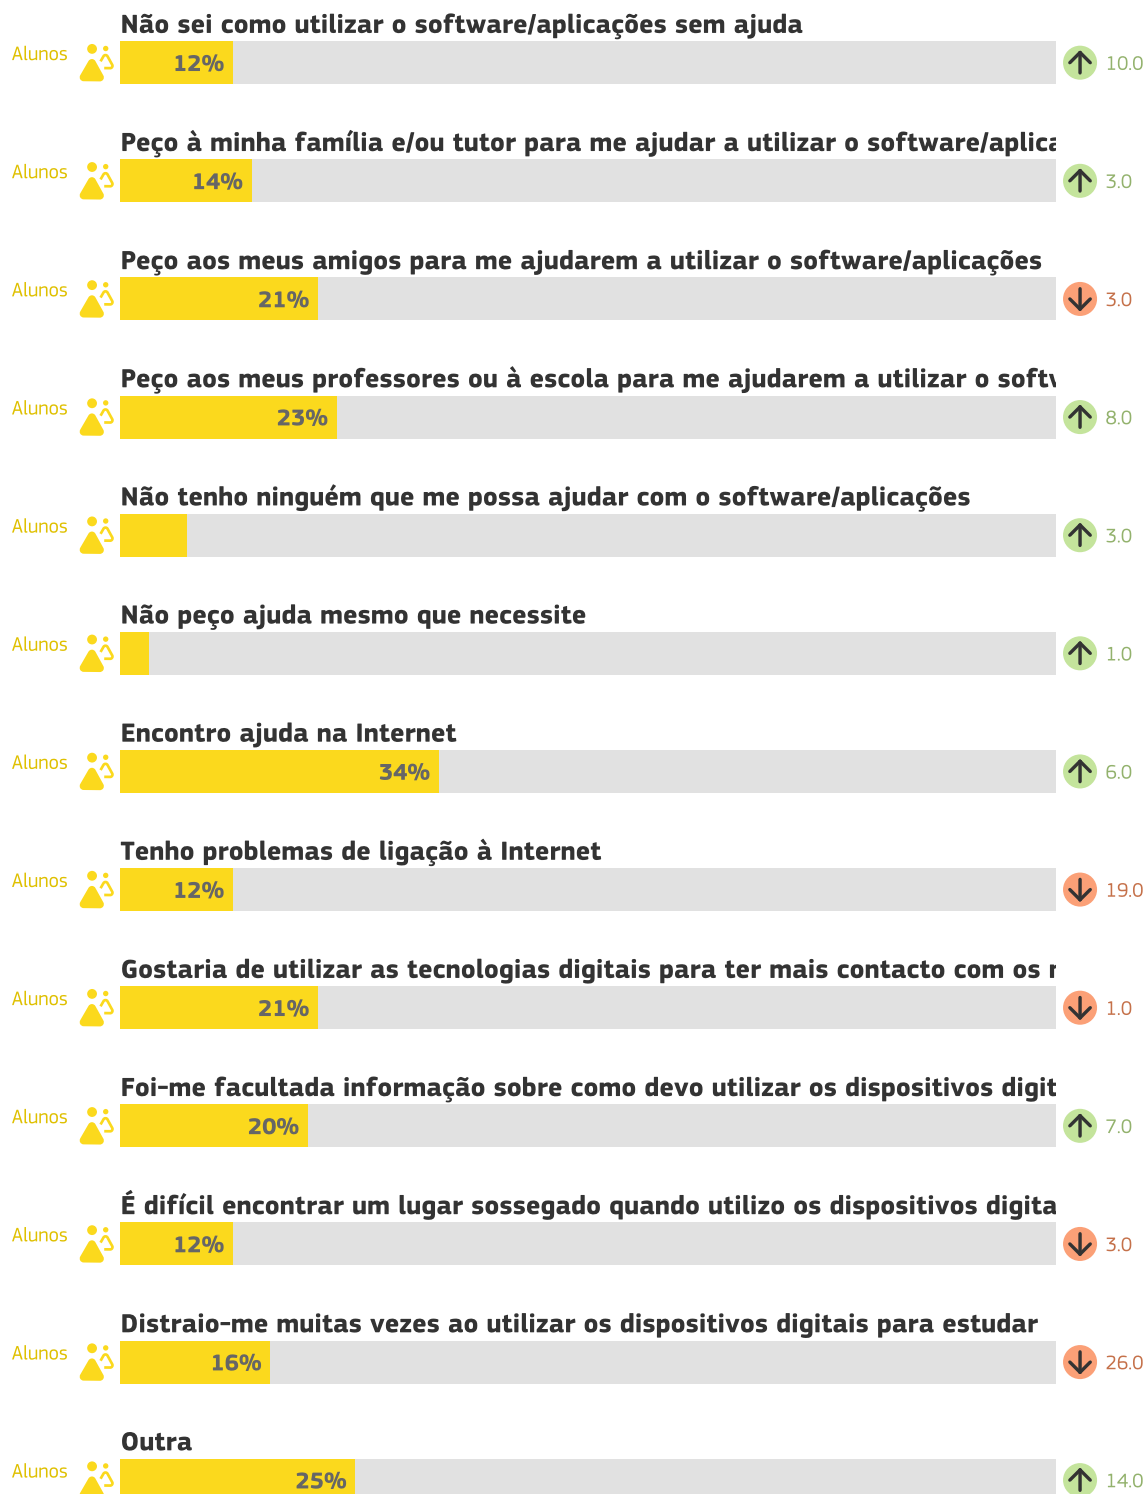 Não sei como utilizar o software/aplicações sem ajuda
Alunos 12% 10.0
Peço à minha família e/ou tutor para me ajudar a utilizar o software/aplica
Alunos 14% 3.0
Peço aos meus amigos para me ajudarem a utilizar o software/aplicações
Alunos 21% 3.0
Peço aos meus professores ou à escola para me ajudarem a utilizar o soft
Alunos 23% 8.0
Não tenho ninguém que me possa ajudar com o software/aplicações
Alunos 3.0
Não peço ajuda mesmo que necessite
Alunos 1.0
Encontro ajuda na Internet
Alunos 34% 6.0
Tenho problemas de ligação à Internet
Alunos 12% 19.0
Gostaria de utilizar as tecnologias digitais para ter mais contacto com os
Alunos 21% 1.0
Foi-me facultada informação sobre como devo utilizar os dispositivos digit
Alunos 20% 7.0
É difícil encontrar um lugar sossegado quando utilizo os dispositivos digita
Alunos 12% 3.0
Distraio-me muitas vezes ao utilizar os dispositivos digitais para estudar
Alunos 16% 26.0
Outra
Alunos 25% 14.0